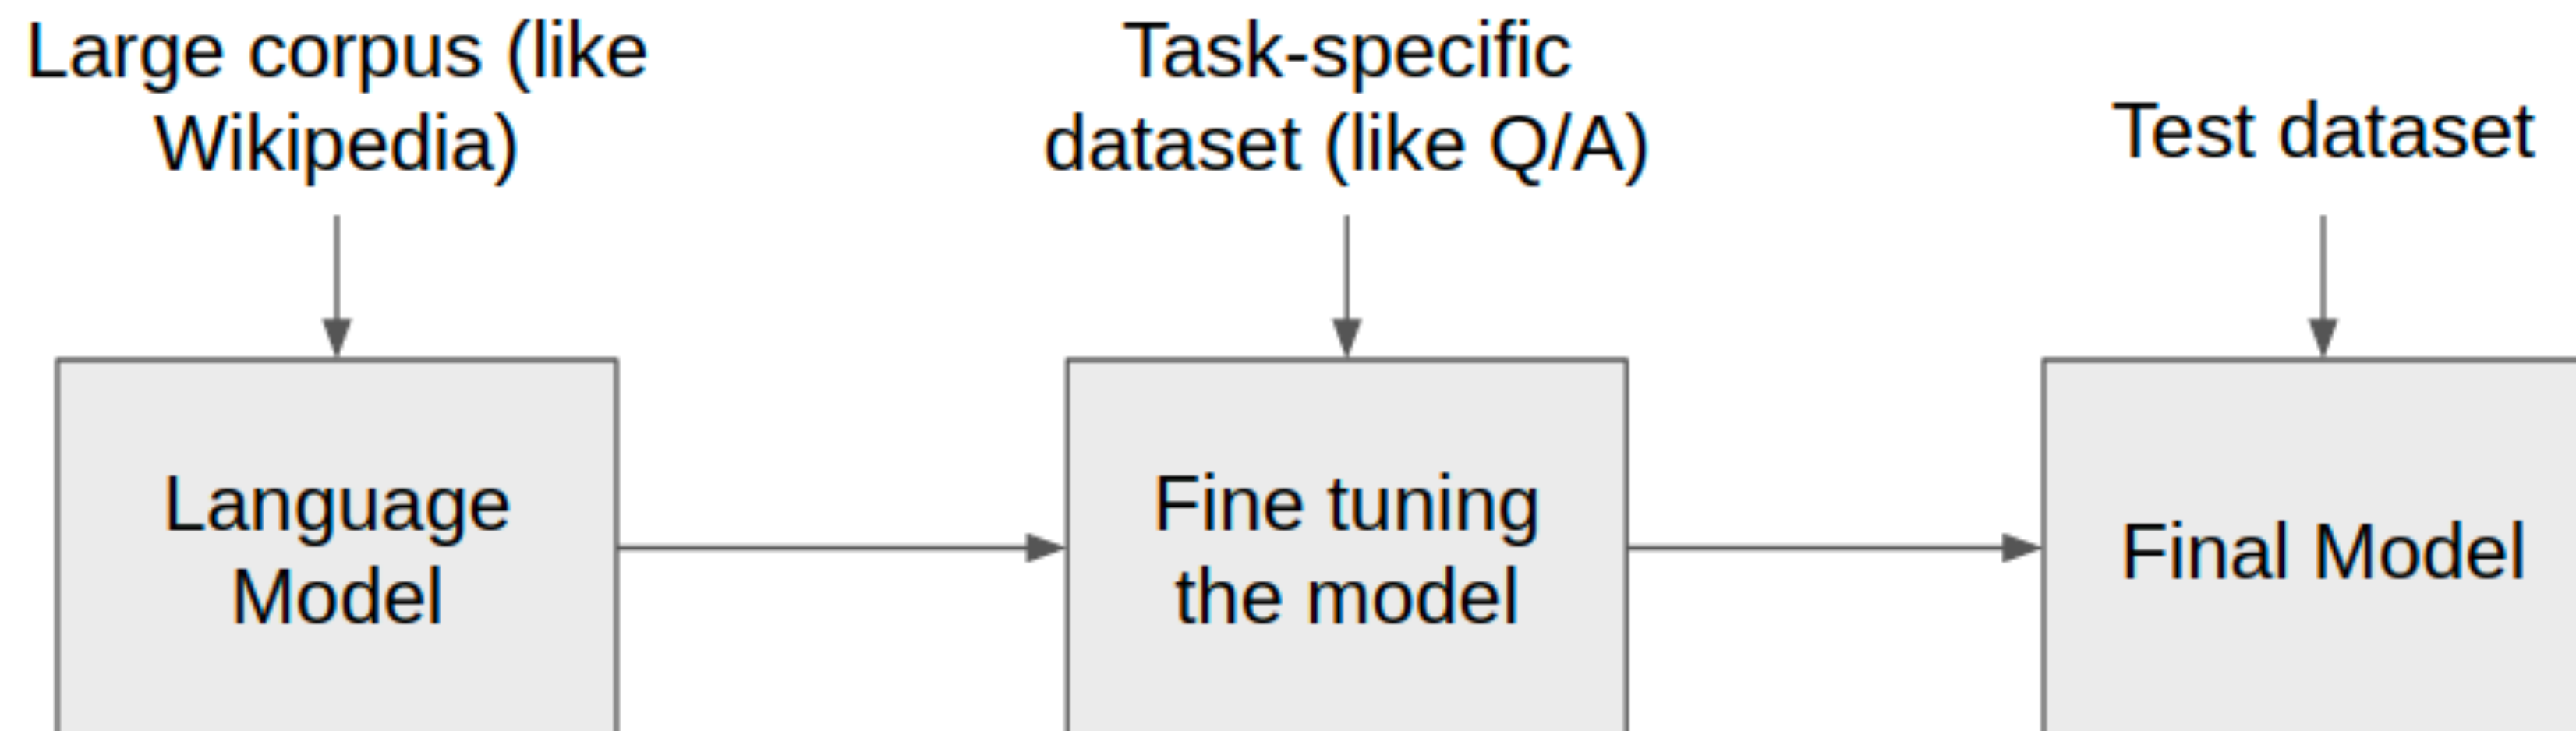 Large corpus (like
Wikipedia)
Task-specific
dataset (like Q/A)
Test dataset
Language
Model
Fine tuning
the model
Final Model